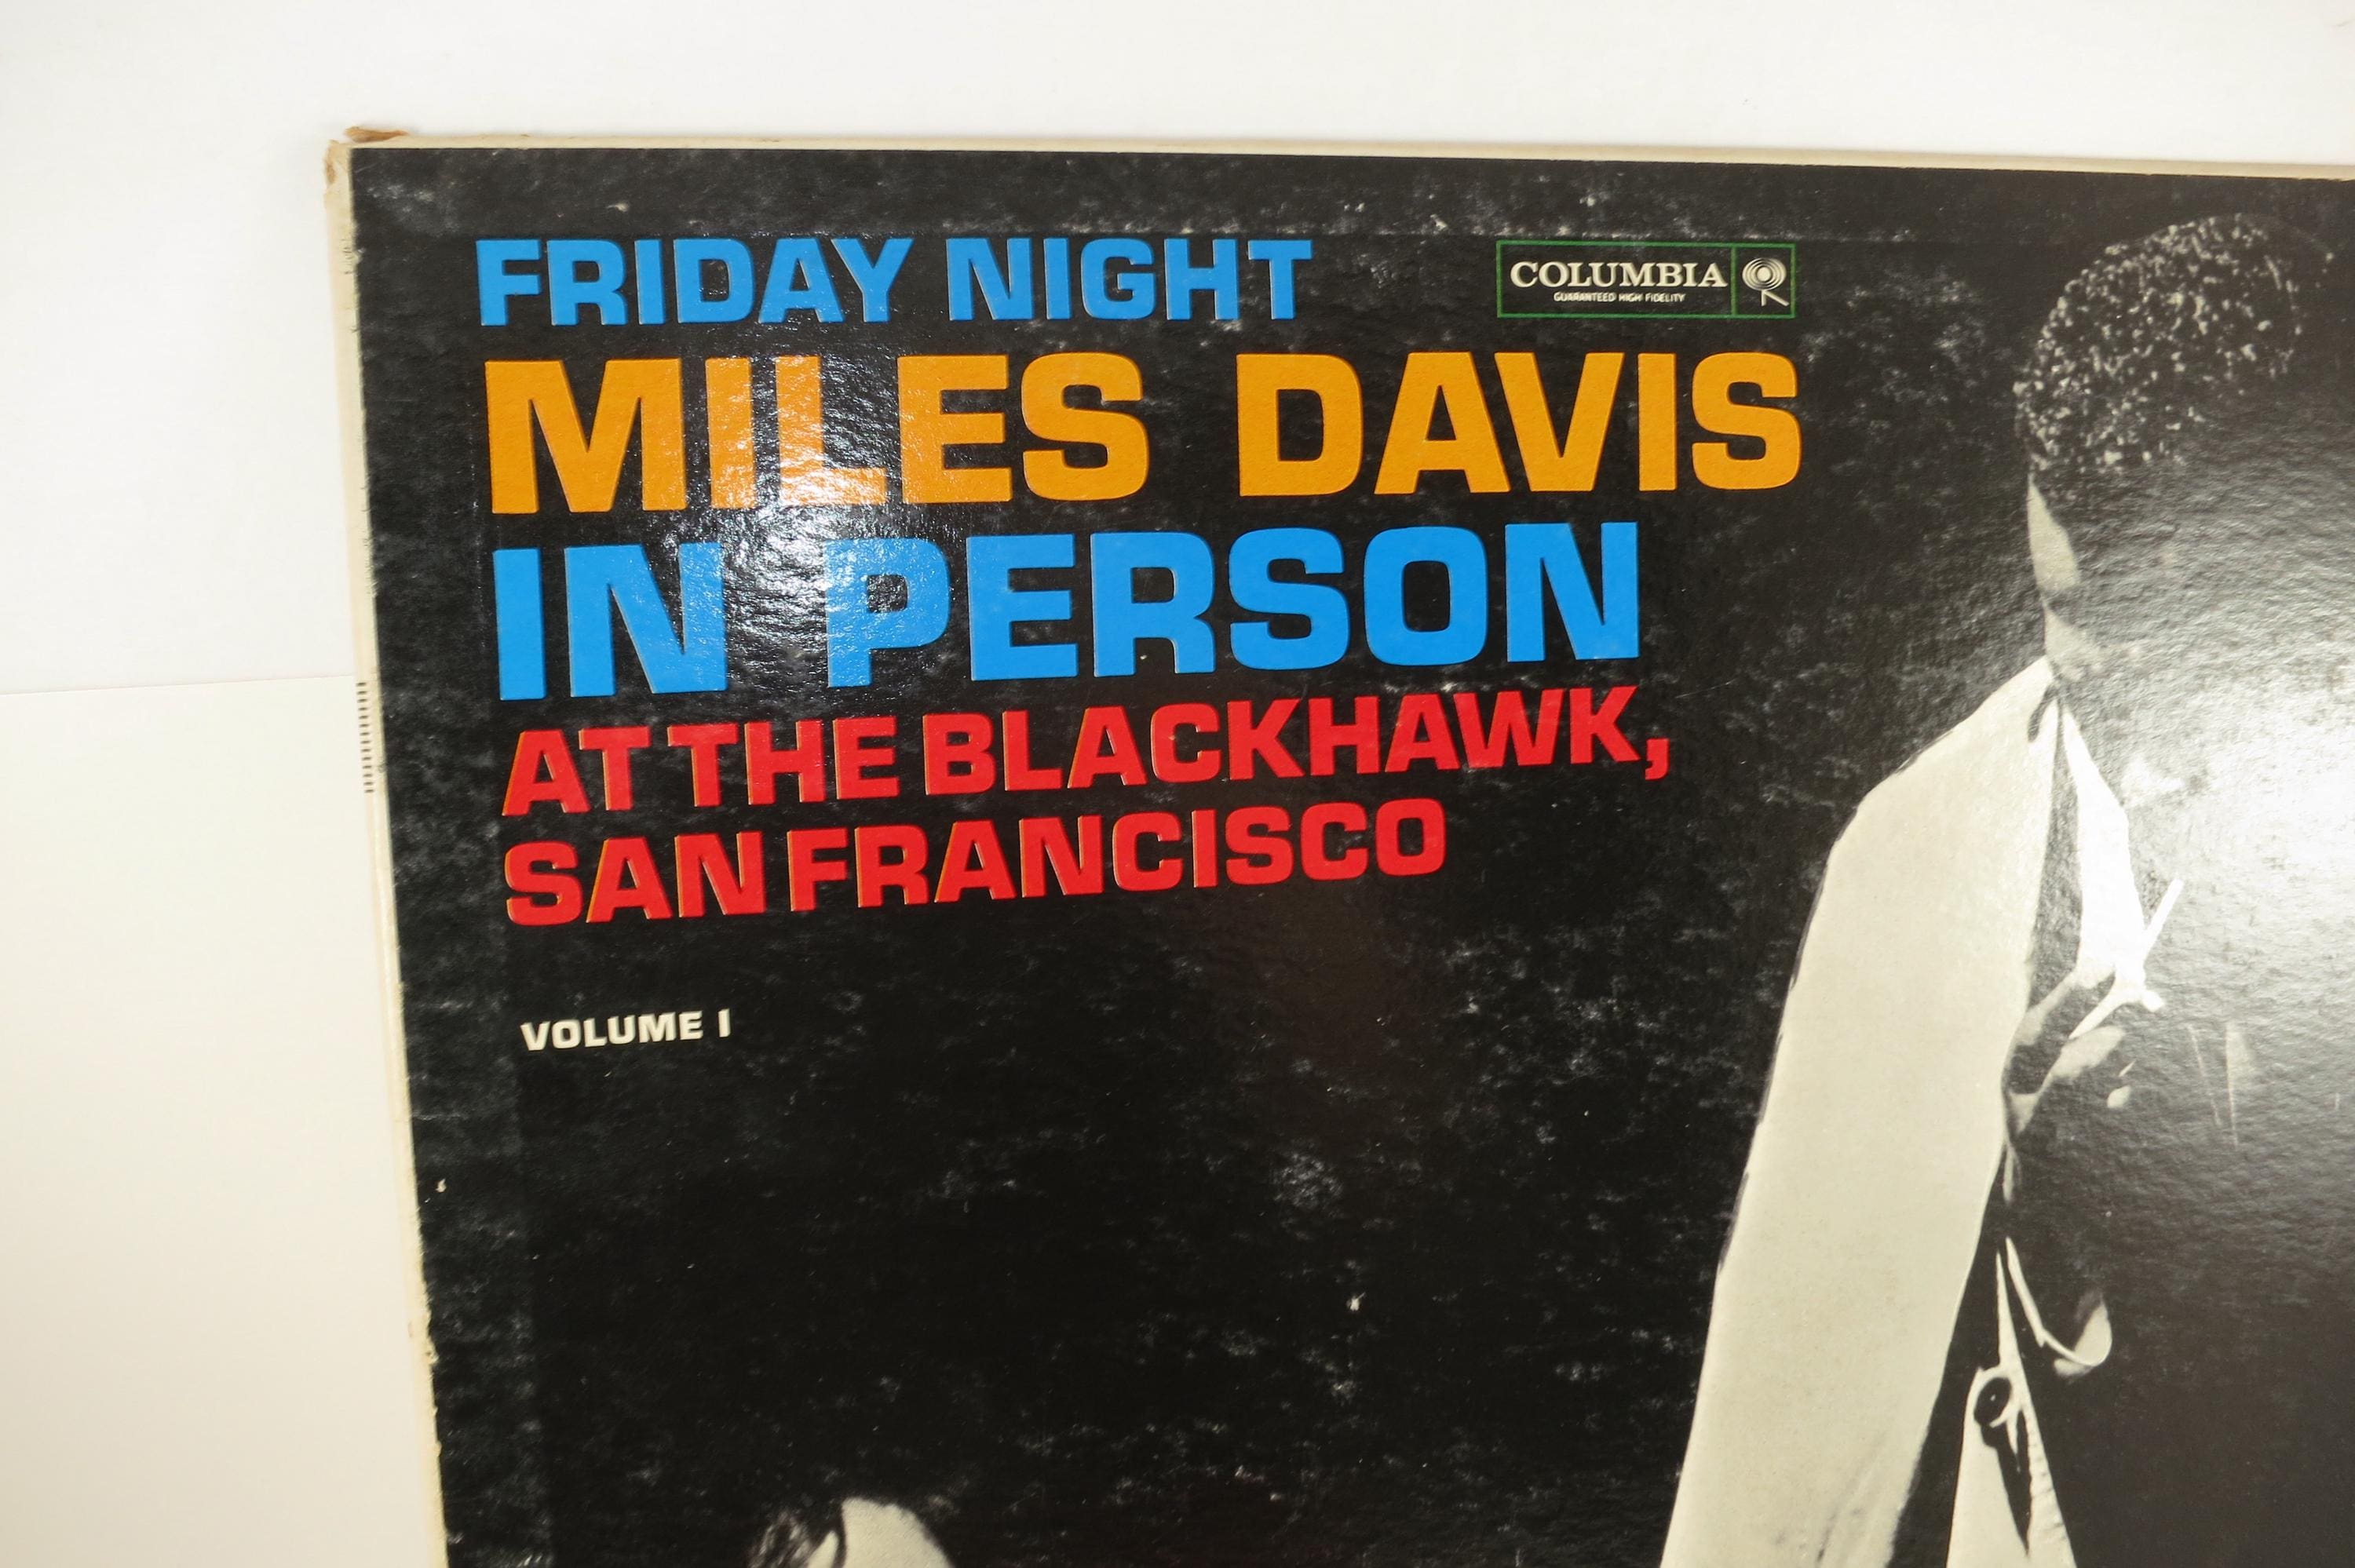 FRIDAY NIGHT
COLUMBIA
GUARANTEED HIGH FIDELITY
MILES DAVIS
IN PERSON
AT THE BLACKHAWK,
SAN FRANCISCO
VOLUME I